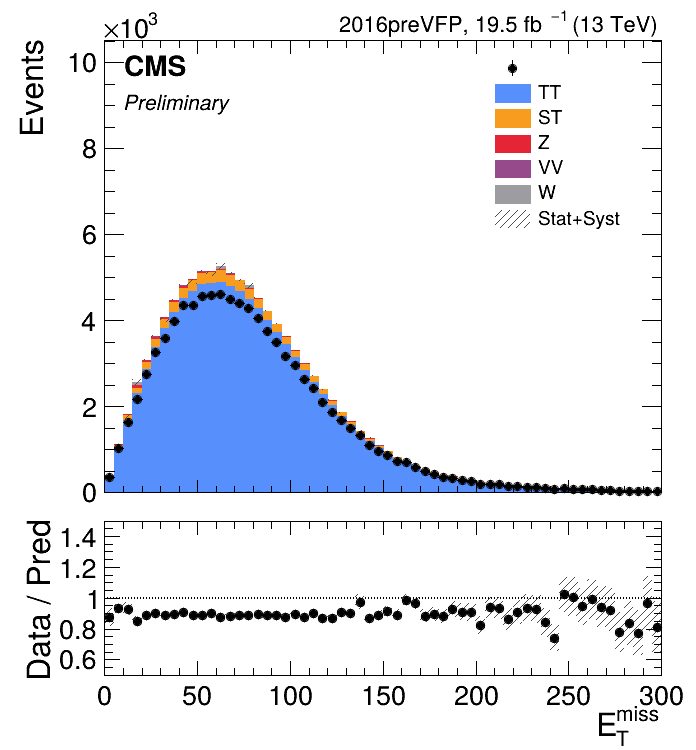 ×10³
2016preVFP, 19.5 fb ⁻¹ (13 TeV)
Events
10
8
6
4
2
0
CMS
Preliminary
TT
ST
Z
VV
W
Stat+Syst
Data / Pred
1.4
1.2
1
0.8
0.6
0 50 100 150 200 250 300
E_T^miss